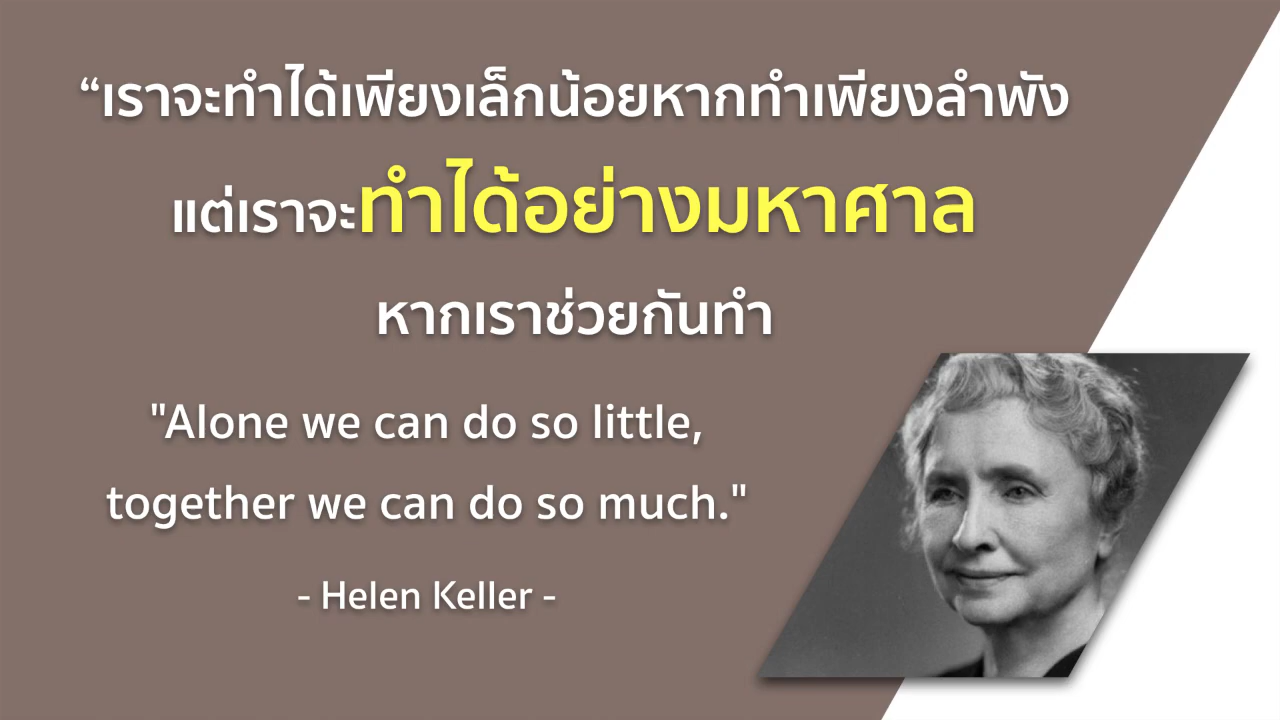 “เราจะทำได้เพียงเล็กน้อยหากทำเพียงลำพัง
แต่เราจะทำได้อย่างมหาศาล
หากเราช่วยกันทำ
"Alone we can do so little,
together we can do so much."
- Helen Keller -